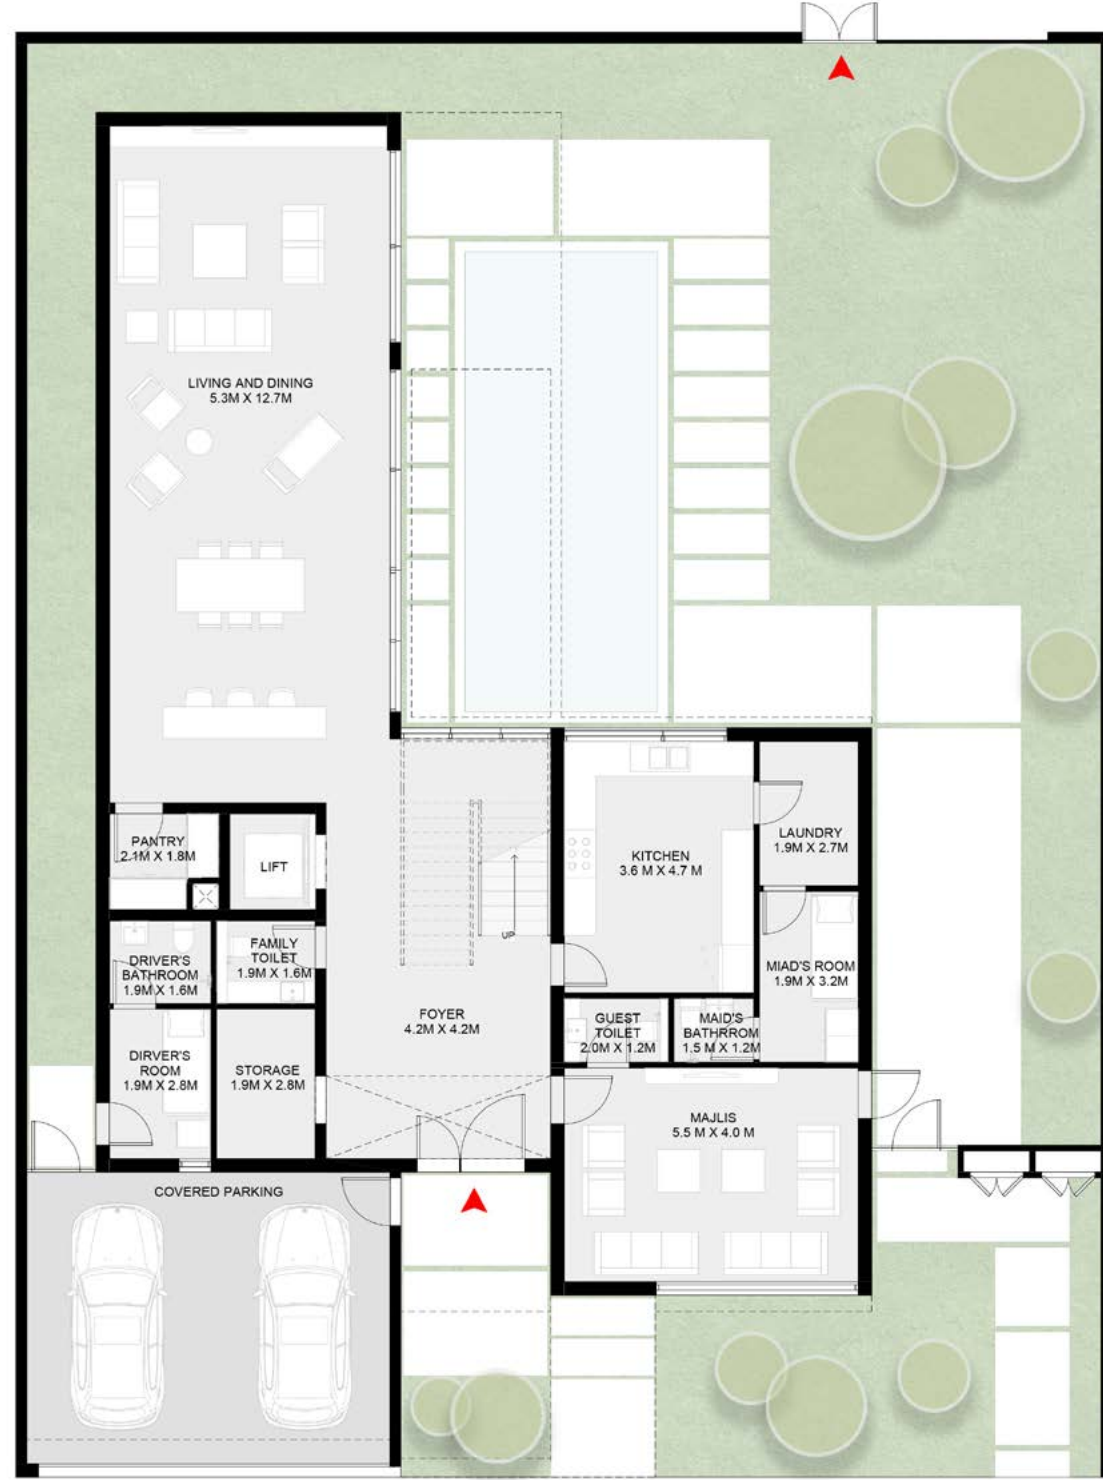 LIVING AND DINING
5.3M X 12.7M
PANTRY
2.1M X 1.8M
LIFT
LAUNDRY
1.9M X 2.7M
KITCHEN
3.6 M X 4.7 M
UP
FAMILY
TOILET
1.9M X 1.6M
DRIVER'S
BATHROOM
1.9M X 1.6M
MIAD'S ROOM
1.9M X 3.2M
FOYER
4.2M X 4.2M
GUEST
TOILET
2.0M X 1.2M
MAID'S
BATHRROM
1.5 M X 1.2M
DIRVER'S
ROOM
1.9M X 2.8M
STORAGE
1.9M X 2.8M
MAJLIS
5.5 M X 4.0 M
COVERED PARKING